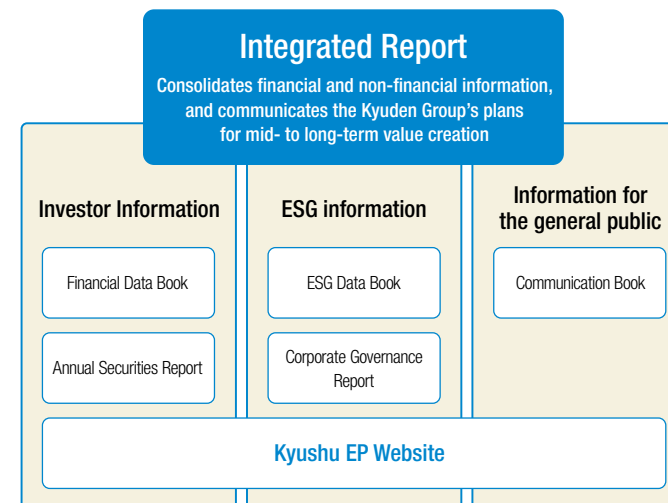 Integrated Report
Consolidates financial and non-financial information,
and communicates the Kyuden Group's plans
for mid- to long-term value creation
Investor Information
Financial Data Book
Annual Securities Report
ESG information
ESG Data Book
Corporate Governance
Report
Information for
the general public
Communication Book
Kyushu EP Website